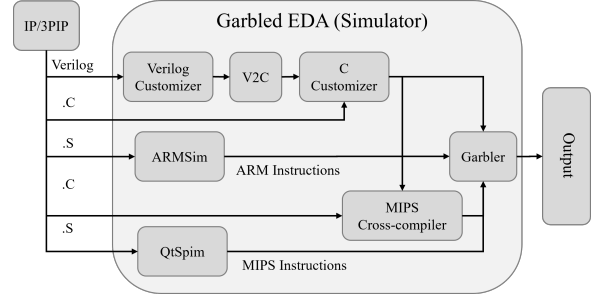 Garbled EDA (Simulator)
IP/3PIP
Verilog
Verilog
Customizer
V2C
C
Customizer
.C
.S
ARMSim
ARM Instructions
Garbler
Output
.C
MIPS
Cross-compiler
.S
QtSpim
MIPS Instructions